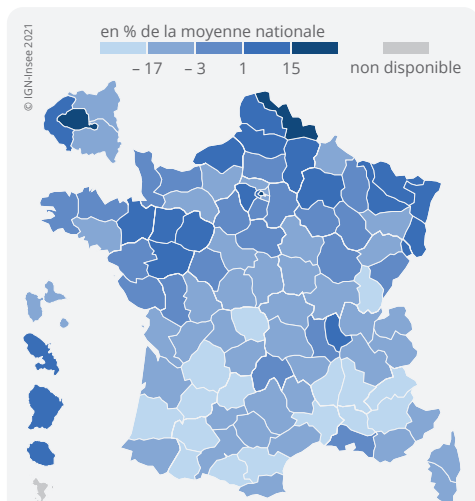 © IGN-Insee 2021
en % de la moyenne nationale
– 17 – 3 1 15
non disponible